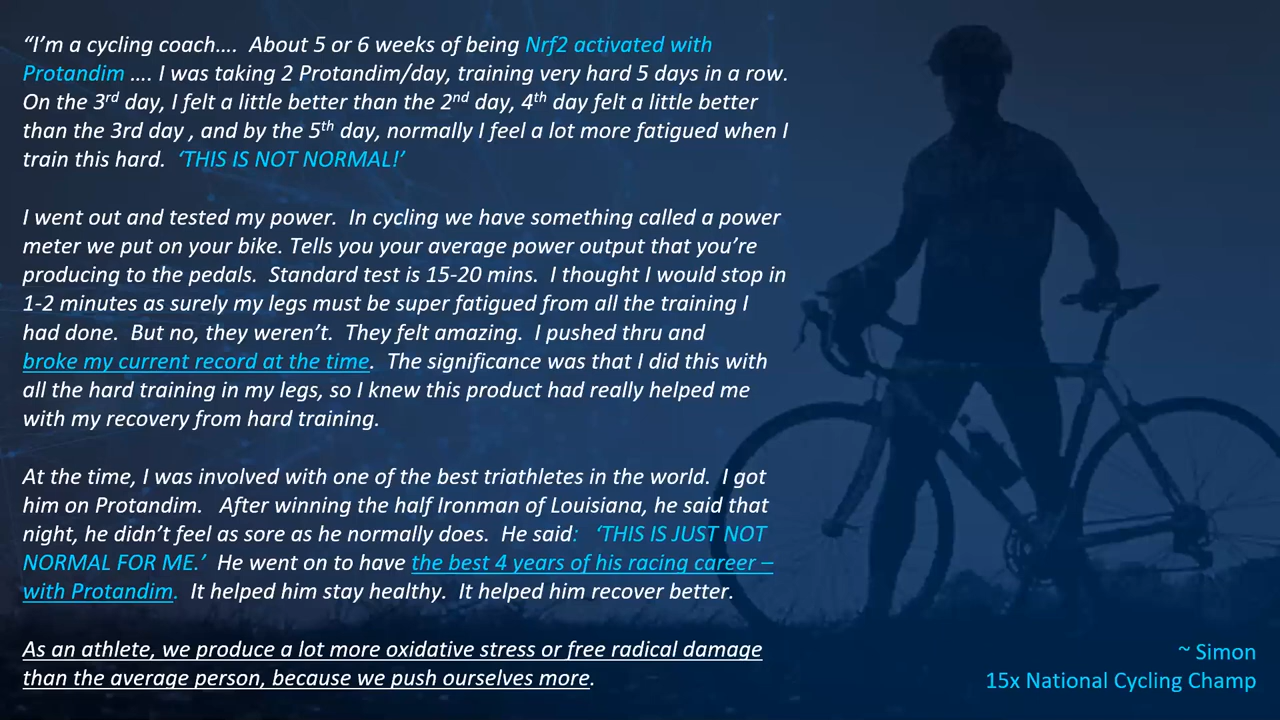 “I’m a cycling coach…. About 5 or 6 weeks of being Nrf2 activated with
Protandim …. I was taking 2 Protandim/day, training very hard 5 days in a row.
On the 3rd day, I felt a little better than the 2nd day, 4th day felt a little better
than the 3rd day , and by the 5th day, normally I feel a lot more fatigued when I
train this hard. ‘THIS IS NOT NORMAL!’
I went out and tested my power. In cycling we have something called a power
meter we put on your bike. Tells you your average power output that you’re
producing to the pedals. Standard test is 15-20 mins. I thought I would stop in
1-2 minutes as surely my legs must be super fatigued from all the training I
had done. But no, they weren’t. They felt amazing. I pushed thru and
broke my current record at the time. The significance was that I did this with
all the hard training in my legs, so I knew this product had really helped me
with my recovery from hard training.
At the time, I was involved with one of the best triathletes in the world. I got
him on Protandim. After winning the half Ironman of Louisiana, he said that
night, he didn’t feel as sore as he normally does. He said: ‘THIS IS JUST NOT
NORMAL FOR ME.’ He went on to have the best 4 years of his racing career –
with Protandim. It helped him stay healthy. It helped him recover better.
As an athlete, we produce a lot more oxidative stress or free radical damage
than the average person, because we push ourselves more.
~ Simon
15x National Cycling Champ